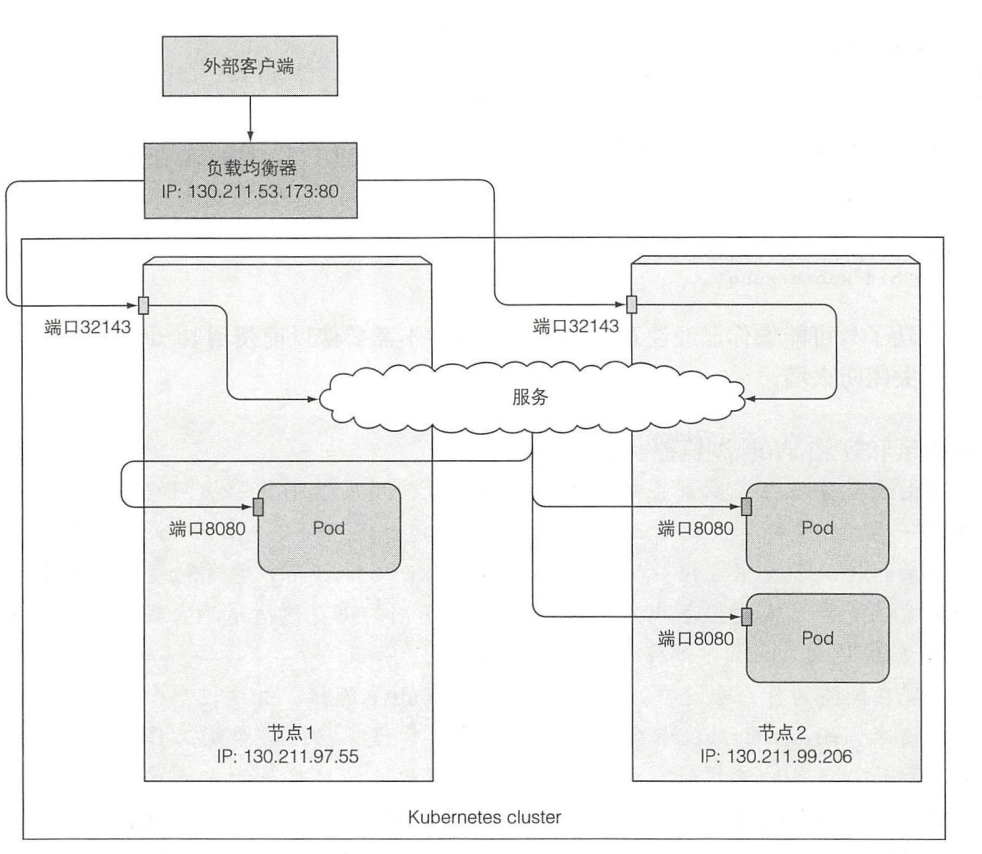 外部客户端
负载均衡器
IP: 130.211.53.173:80
端口32143
端口32143
服务
端口8080
Pod
端口8080
Pod
端口8080
Pod
节点1
IP: 130.211.97.55
节点2
IP: 130.211.99.206
Kubernetes cluster